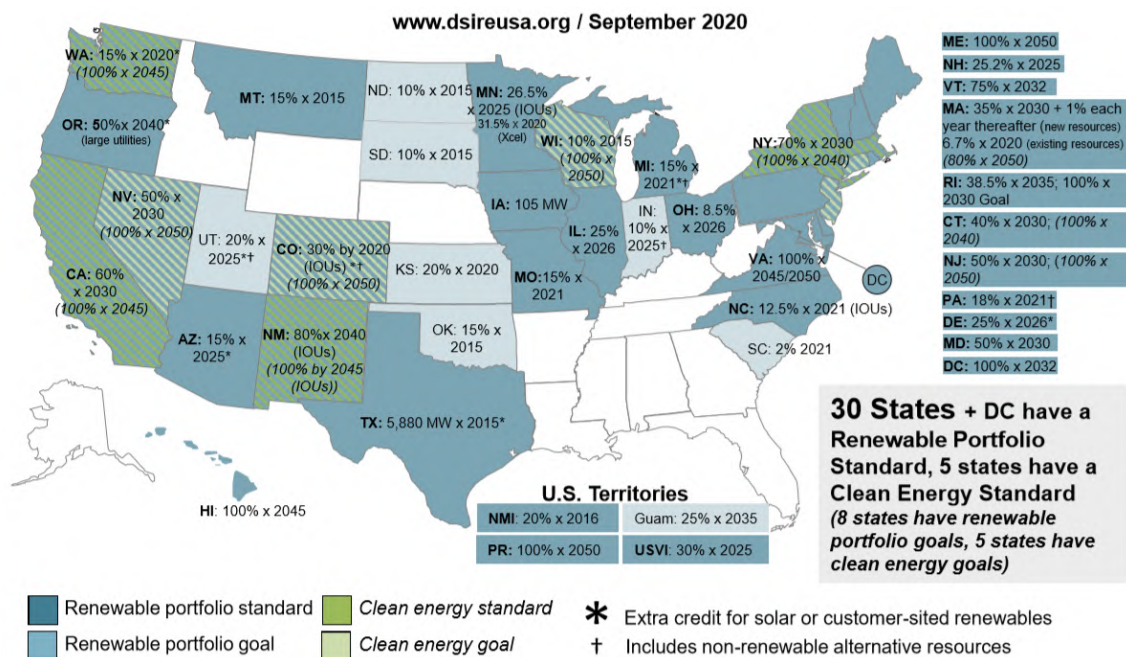 www.dsireusa.org / September 2020
WA: 15% x 2020*
(100% x 2045)
OR: 50%x 2040*
(large utilities)
MT: 15% x 2015
ND: 10% x 2015
SD: 10% x 2015
MN: 26.5%
x 2025 (IOUs)
31.5% x 2020
(Xcel)
WI: 10% 2015
(100% x
2050)
MI: 15% x
2021*†
NY:70% x 2030
(100% x 2040)
NV: 50% x
2030
(100% x 2050)
UT: 20% x
2025*†
CO: 30% by 2020
(IOUs) *†
(100% x 2050)
CA: 60%
x 2030
(100% x 2045)
AZ: 15% x
2025*
NM: 80%x 2040
(IOUs)
(100% by 2045
(IOUs))
KS: 20% x 2020
OK: 15% x
2015
TX: 5,880 MW x 2015*
IA: 105 MW
IL: 25%
x 2026
MO:15% x
2021
IN:
10% x
2025†
OH: 8.5%
x 2026
VA: 100% x
2045/2050
DC
NC: 12.5% x 2021 (IOUs)
SC: 2% 2021
HI: 100% x 2045
ME: 100% x 2050
NH: 25.2% x 2025
VT: 75% x 2032
MA: 35% x 2030 + 1% each
year thereafter (new resources)
6.7% x 2020 (existing resources)
(80% x 2050)
RI: 38.5% x 2035; 100% x
2030 Goal
CT: 40% x 2030; (100% x
2040)
NJ: 50% x 2030; (100% x
2050)
PA: 18% x 2021†
DE: 25% x 2026*
MD: 50% x 2030
DC: 100% x 2032
30 States + DC have a
Renewable Portfolio
Standard, 5 states have a
Clean Energy Standard
(8 states have renewable
portfolio goals, 5 states have
clean energy goals)
U.S. Territories
NMI: 20% x 2016
Guam: 25% x 2035
PR: 100% x 2050
USVI: 30% x 2025
Renewable portfolio standard
Clean energy standard
* Extra credit for solar or customer-sited renewables
Renewable portfolio goal
Clean energy goal
† Includes non-renewable alternative resources